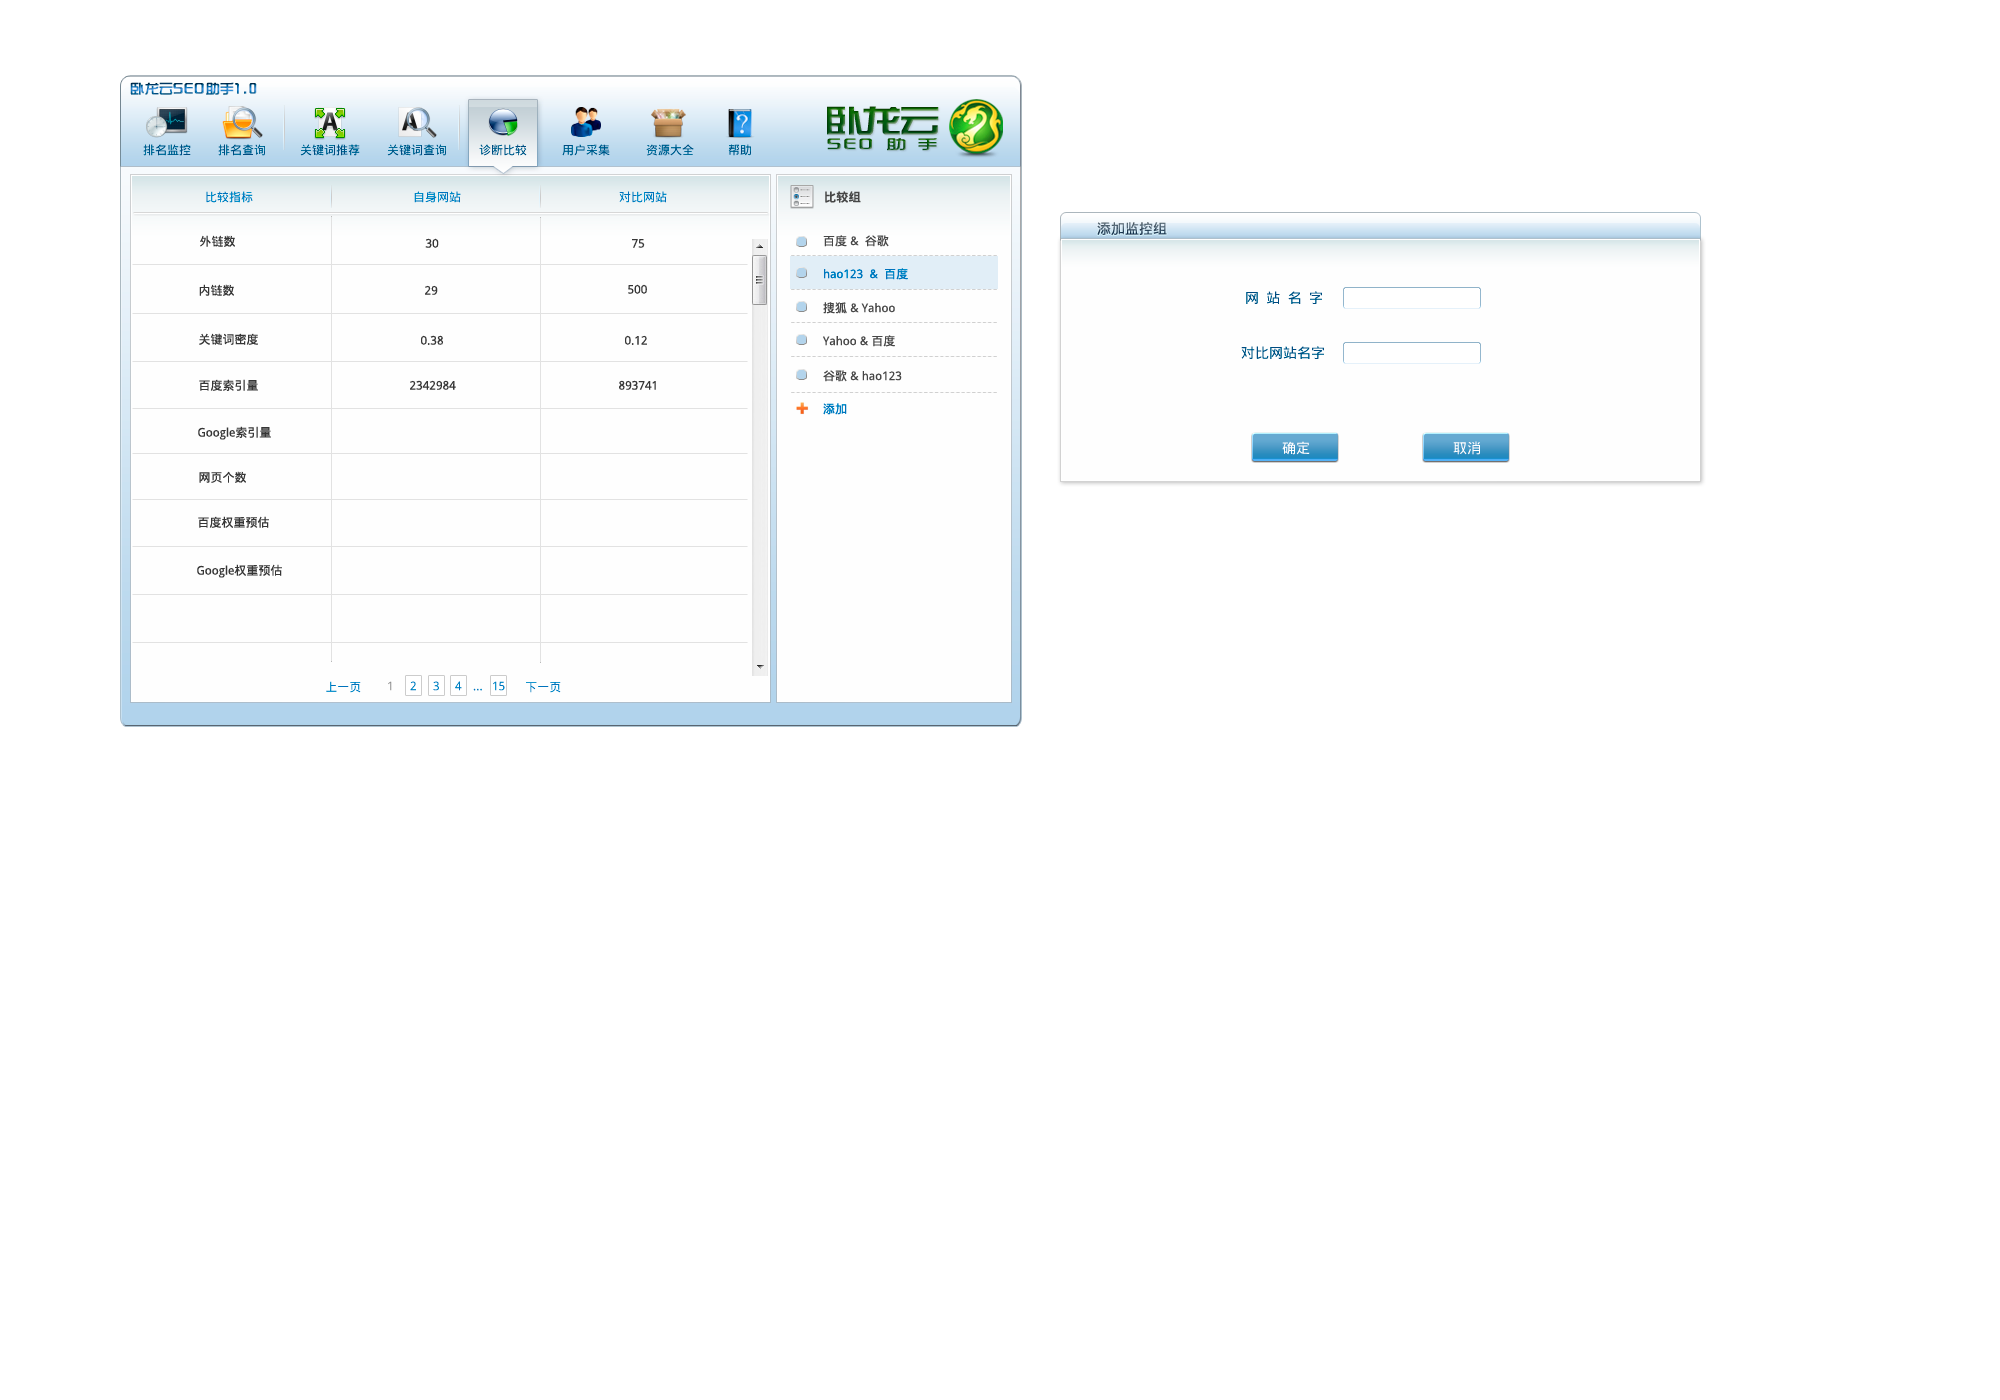 卧龙云SEO助手1.0
排名监控 排名查询 关键词推荐 关键词查询 诊断比较 用户采集 资源大全 帮助
卧龙云
SEO 助 手
比较指标 自身网站 对比网站
外链数 30 75
内链数 29 500
关键词密度 0.38 0.12
百度索引量 2342984 893741
Google索引量
网页个数
百度权重预估
Google权重预估
上一页 1 2 3 4 ... 15 下一页
比较组
百度 & 谷歌
hao123 & 百度
搜狐 & Yahoo
Yahoo & 百度
谷歌 & hao123
添加
添加监控组
网 站 名 字
对比网站名字
确定 取消